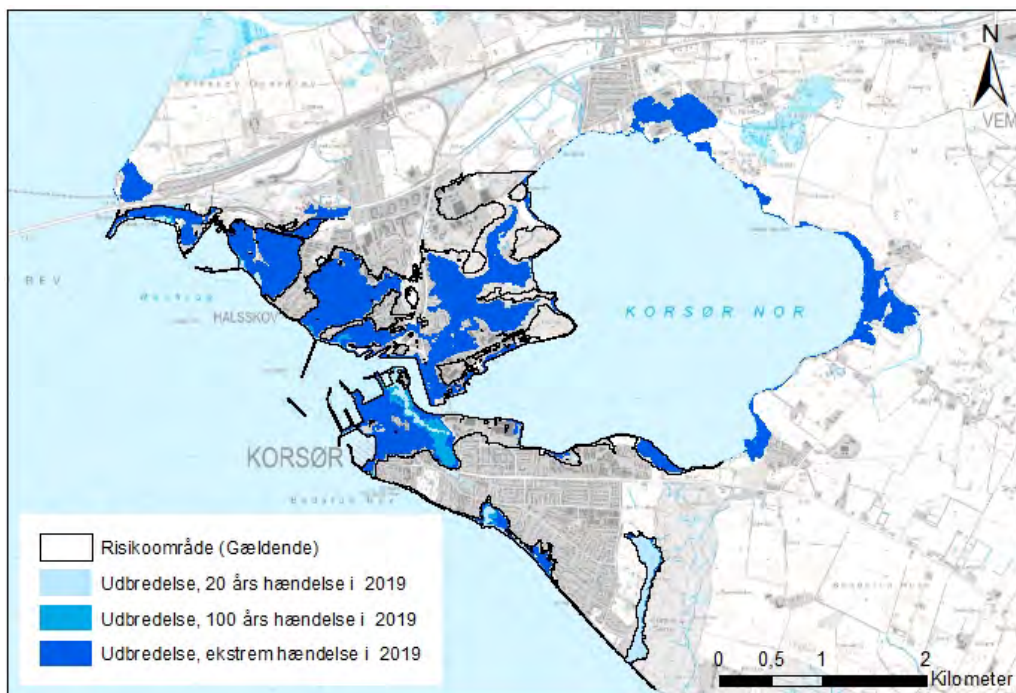 N
VEM
KORSØR NOR
HALSSKOV
KORSØR
Risikoområde (Gældende)
Udbredelse, 20 års hændelse i 2019
Udbredelse, 100 års hændelse i 2019
Udbredelse, ekstrem hændelse i 2019
0 0,5 1 2
Kilometer